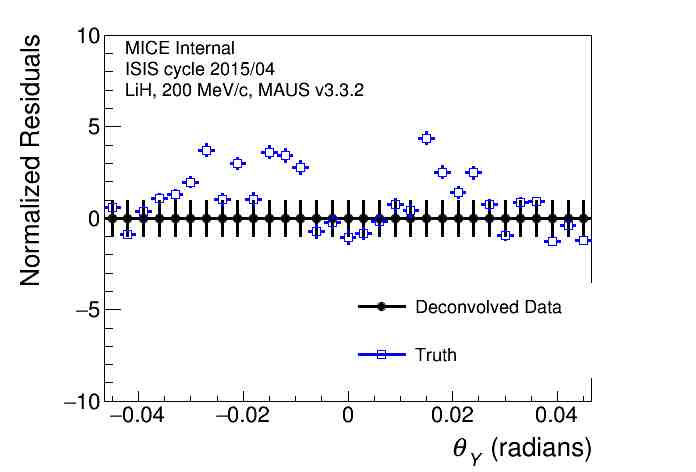 10
MICE Internal
ISIS cycle 2015/04
LiH, 200 MeV/c, MAUS v3.3.2
Normalized Residuals
5
0
−5
Deconvolved Data
Truth
−10
−0.04 −0.02 0 0.02 0.04
θ_Y (radians)